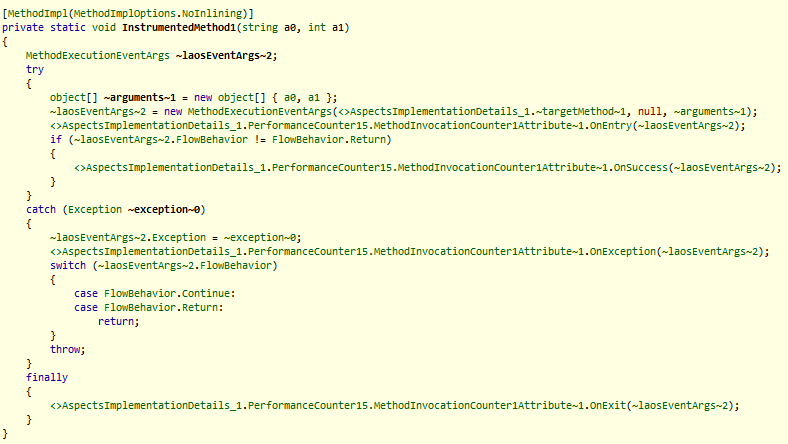 [MethodImpl(MethodImplOptions.NoInlining)]
private static void InstrumentedMethod1(string a0, int a1)
{
    MethodExecutionEventArgs ~laosEventArgs~2;
    try
    {
        object[] ~arguments~1 = new object[] { a0, a1 };
        ~laosEventArgs~2 = new MethodExecutionEventArgs(<>AspectsImplementationDetails_1.~targetMethod~1, null, ~arguments~1);
        <>AspectsImplementationDetails_1.PerformanceCounter15.MethodInvocationCounter1Attribute~1.OnEntry(~laosEventArgs~2);
        if (~laosEventArgs~2.FlowBehavior != FlowBehavior.Return)
        {
            <>AspectsImplementationDetails_1.PerformanceCounter15.MethodInvocationCounter1Attribute~1.OnSuccess(~laosEventArgs~2);
        }
    }
    catch (Exception ~exception~0)
    {
        ~laosEventArgs~2.Exception = ~exception~0;
        <>AspectsImplementationDetails_1.PerformanceCounter15.MethodInvocationCounter1Attribute~1.OnException(~laosEventArgs~2);
        switch (~laosEventArgs~2.FlowBehavior)
        {
            case FlowBehavior.Continue:
            case FlowBehavior.Return:
                return;
        }
        throw;
    }
    finally
    {
        <>AspectsImplementationDetails_1.PerformanceCounter15.MethodInvocationCounter1Attribute~1.OnExit(~laosEventArgs~2);
    }
}